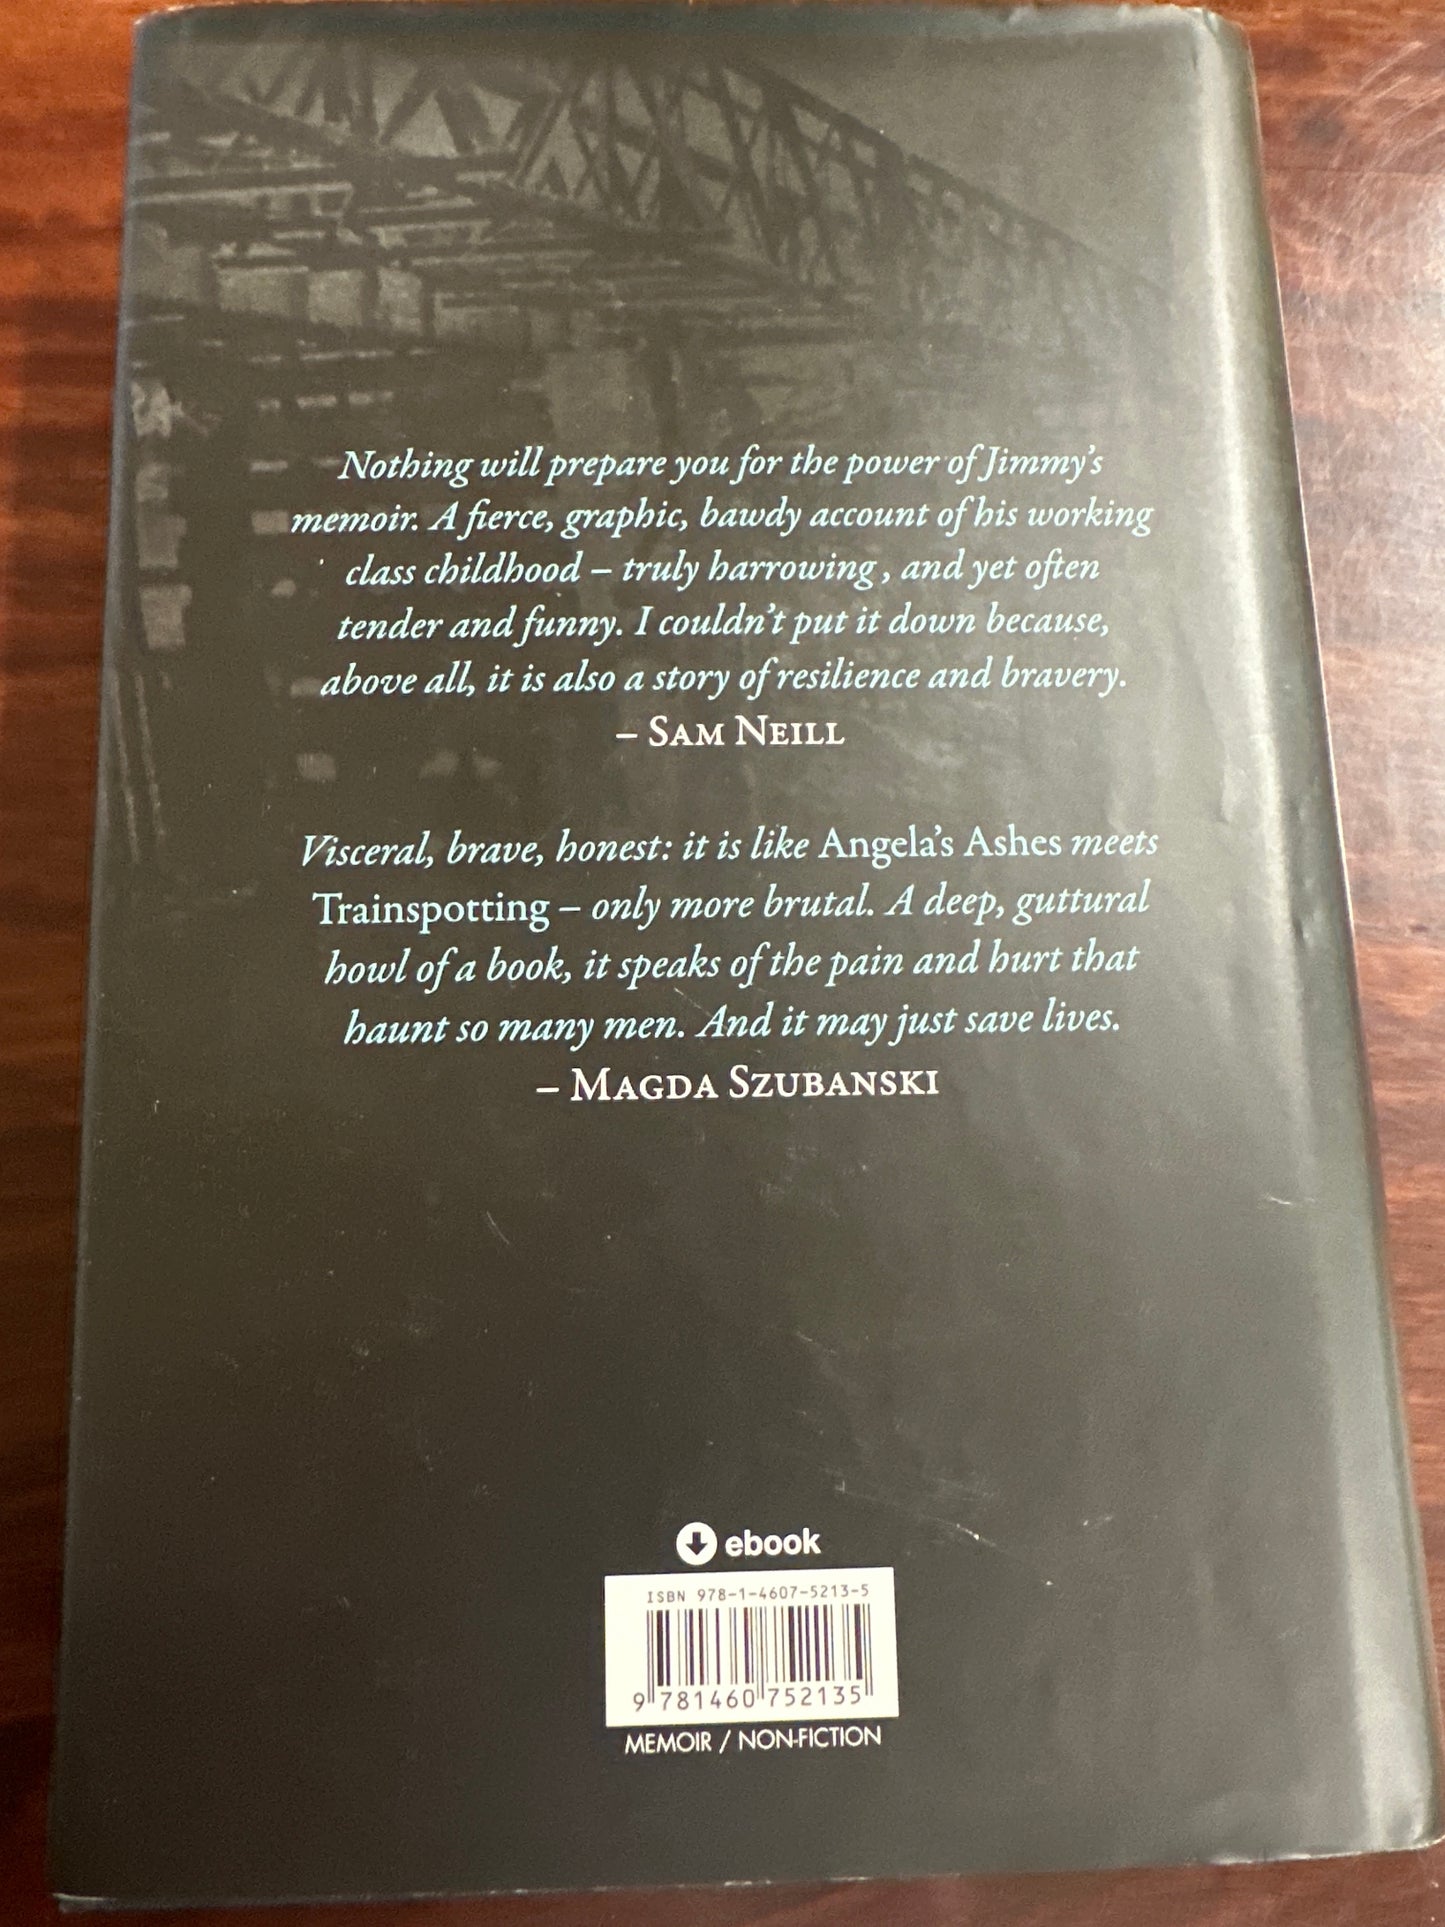 Nothing will prepare you for the power of Jimmy's
memoir. A fierce, graphic, bawdy account of his working
class childhood – truly harrowing, and yet often
tender and funny. I couldn't put it down because,
above all, it is also a story of resilience and bravery.
– SAM NEILL
Visceral, brave, honest: it is like Angela's Ashes meets
Trainspotting – only more brutal. A deep, guttural
howl of a book, it speaks of the pain and hurt that
haunt so many men. And it may just save lives.
– MAGDA SZUBANSKI
ebook
ISBN 978-1-4607-5213-5
9 781460 752135
MEMOIR / NON-FICTION